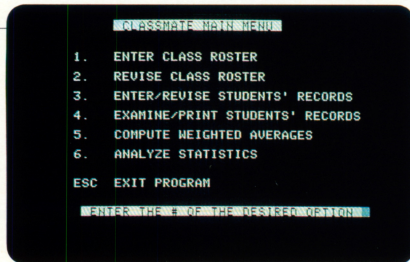 CLASSMATE MAIN MENU
1. ENTER CLASS ROSTER
2. REVISE CLASS ROSTER
3. ENTER/REVISE STUDENTS' RECORDS
4. EXAMINE/PRINT STUDENTS' RECORDS
5. COMPUTE WEIGHTED AVERAGES
6. ANALYZE STATISTICS
ESC EXIT PROGRAM
ENTER THE # OF THE DESIRED OPTION